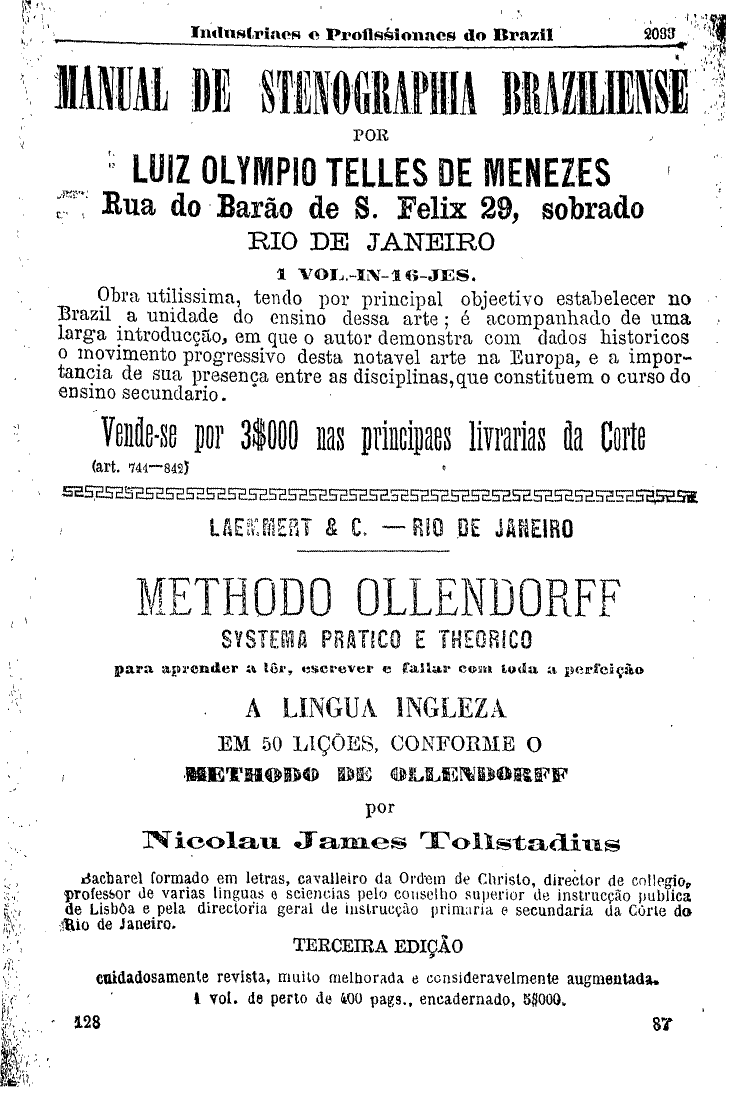 Industriaes e Profissionaes do Brazil 2033
MANUAL DE STENOGRAPHIA BRAZILIENSE
POR
LUIZ OLYMPIO TELLES DE MENEZES
Rua do Barão de S. Felix 29, sobrado
RIO DE JANEIRO
1 VOL.-IN-16-JES.
Obra utilissima, tendo por principal objectivo estabelecer no
Brazil a unidade do ensino dessa arte; é acompanhado de uma
larga introducção, em que o autor demonstra com dados historicos
o movimento progressivo desta notavel arte na Europa, e a impor-
tancia de sua presença entre as disciplinas, que constituem o curso do
ensino secundario.
Vende-se por 3$000 nas principaes livrarias da Corte
(art. 744—842)
LAEMMERT & C. — RIO DE JANEIRO
METHODO OLLENDORFF
SYSTEMA PRATICO E THEORICO
para aprender a lêr, escrever e fallar com toda a perfeição
A LINGUA INGLEZA
EM 50 LIÇÕES, CONFORME O
METHODO DE OLLENDORFF
por
Nicolau James Tollstadius
Bacharel formado em letras, cavalleiro da Ordem de Christo, director de collegio,
professor de varias linguas e sciencias pelo conselho superior de instrucção publica
de Lisbôa e pela directoria geral de instrucção primaria e secundaria da Côrte do
Rio de Janeiro.
TERCEIRA EDIÇÃO
cuidadosamente revista, muito melhorada e consideravelmente augmentada.
1 vol. de perto de 400 pags., encadernado, 5$000.
128 87